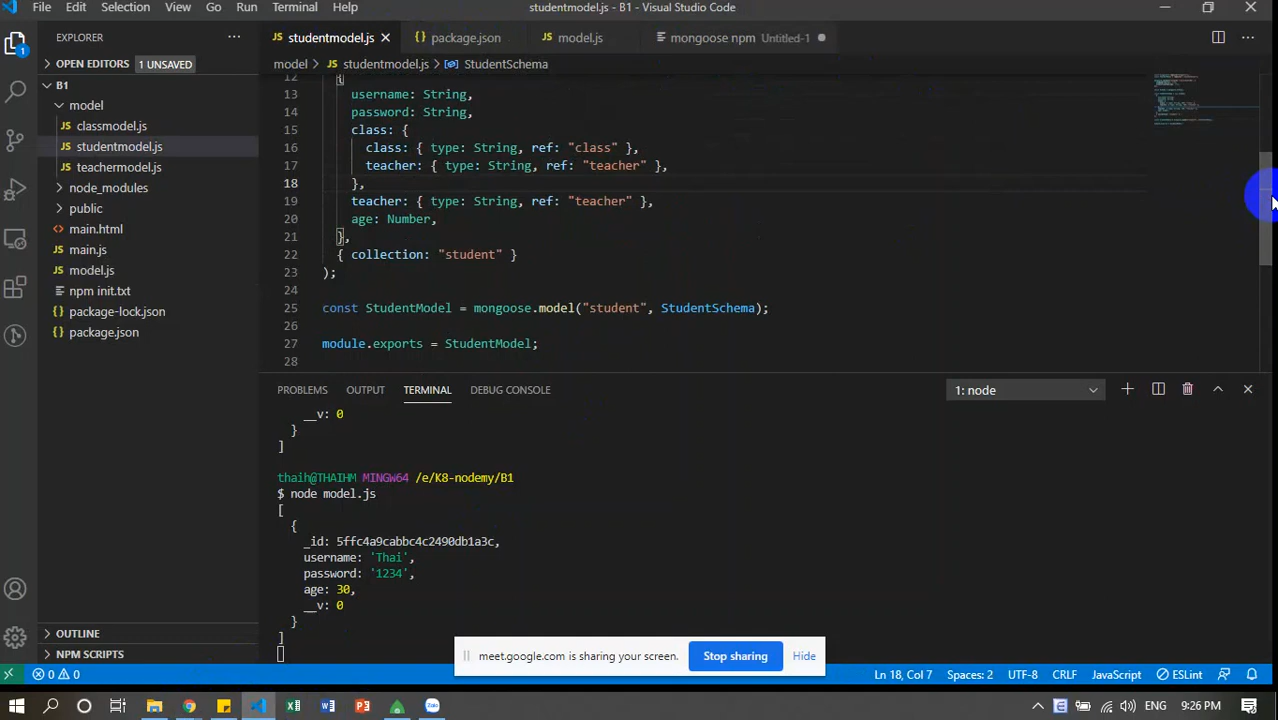 File Edit Selection View Go Run Terminal Help studentmodel.js - B1 - Visual Studio Code
EXPLORER
OPEN EDITORS 1 UNSAVED
B1
model
classmodel.js
studentmodel.js
teachermodel.js
node_modules
public
main.html
main.js
model.js
npm init.txt
package-lock.json
package.json
OUTLINE
NPM SCRIPTS
1
studentmodel.js package.json model.js mongoose npm Untitled-1
model studentmodel.js StudentSchema
12 {
13 username: String,
14 password: String,
15 class: {
16 class: { type: String, ref: "class" },
17 teacher: { type: String, ref: "teacher" },
18 },
19 teacher: { type: String, ref: "teacher" },
20 age: Number,
21 },
22 { collection: "student" }
23 );
24
25 const StudentModel = mongoose.model("student", StudentSchema);
26
27 module.exports = StudentModel;
28
PROBLEMS OUTPUT TERMINAL DEBUG CONSOLE 1: node
__v: 0
}
]
thaih@THAIHM MINGW64 /e/K8-nodemy/B1
$ node model.js
[
{
_id: 5ffc4a9cabbc4c2490db1a3c,
username: 'Thai',
password: '1234',
age: 30,
__v: 0
}
]
meet.google.com is sharing your screen. Stop sharing Hide
0 0 Ln 18, Col 7 Spaces: 2 UTF-8 CRLF JavaScript ESLint
ENG 9:26 PM